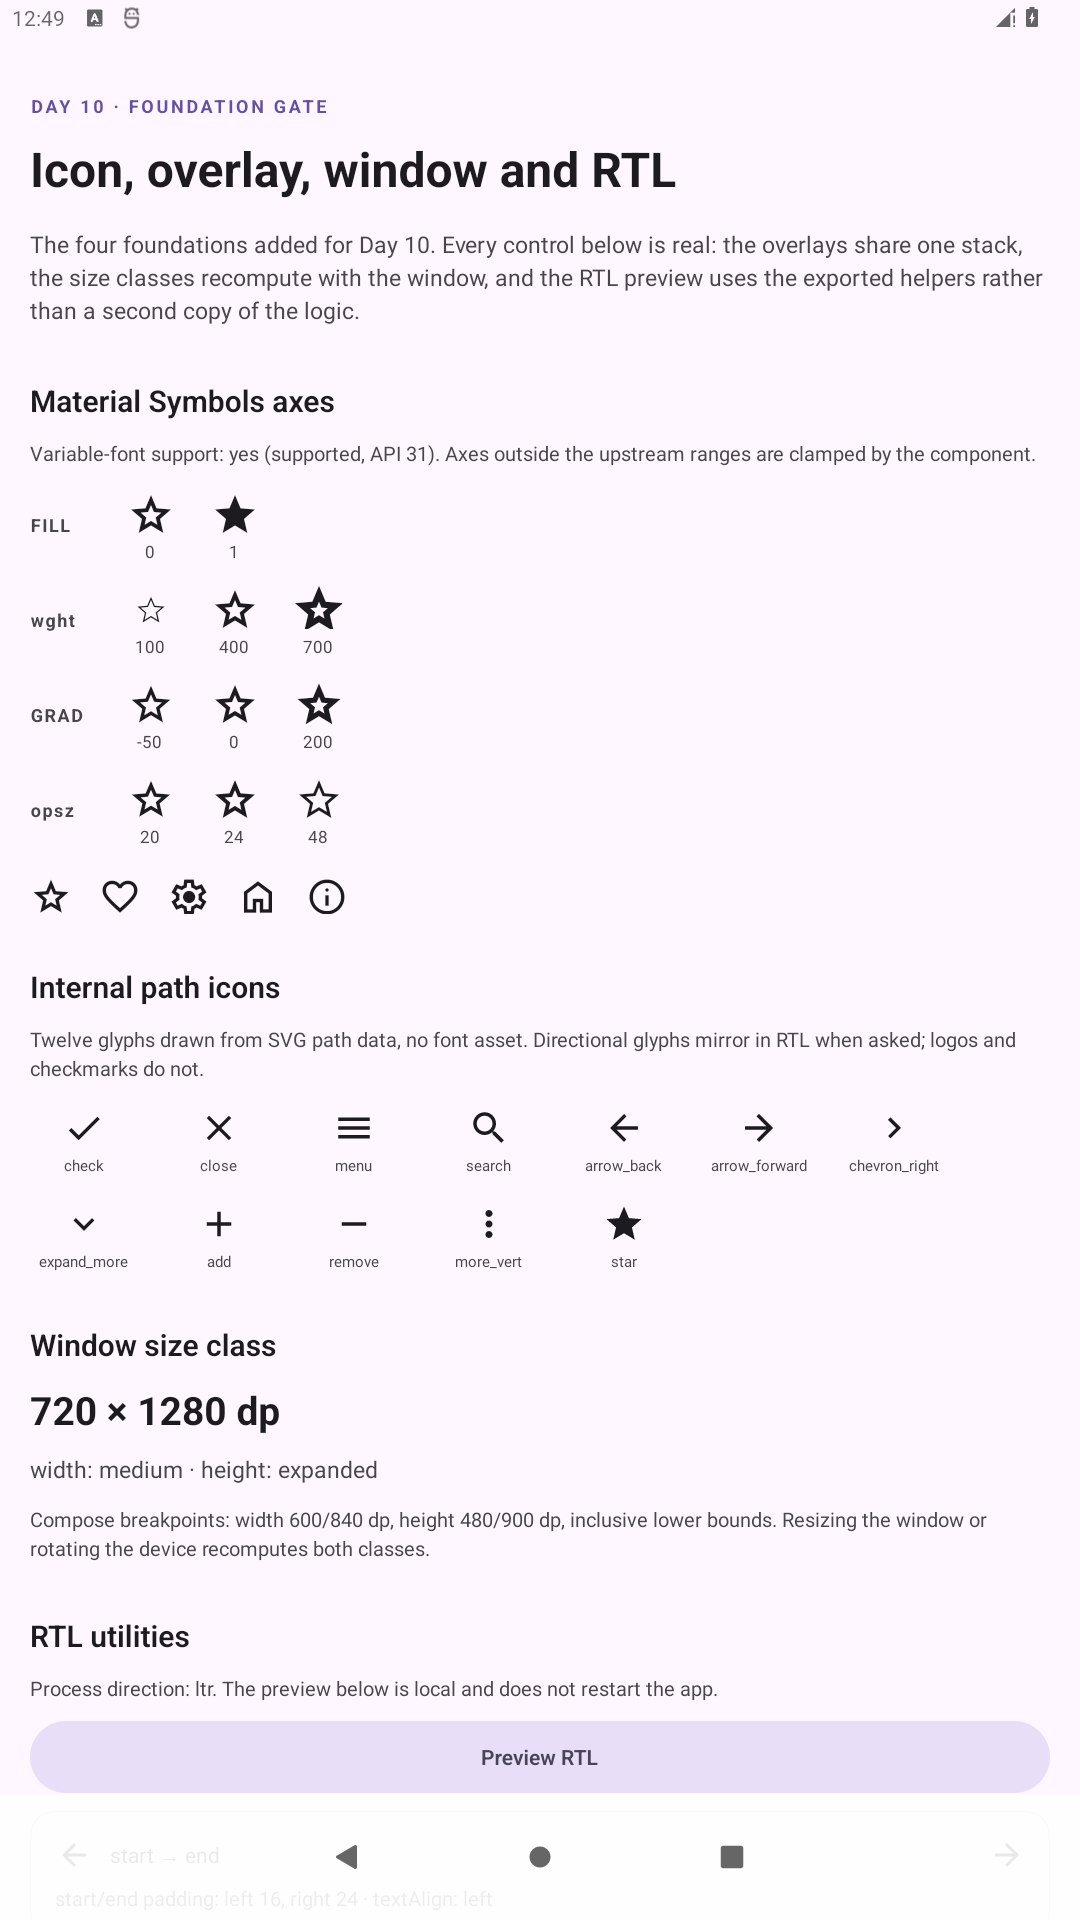 12:49
DAY 10 · FOUNDATION GATE
Icon, overlay, window and RTL
The four foundations added for Day 10. Every control below is real: the overlays share one stack,
the size classes recompute with the window, and the RTL preview uses the exported helpers rather
than a second copy of the logic.
Material Symbols axes
Variable-font support: yes (supported, API 31). Axes outside the upstream ranges are clamped by the component.
FILL
0 1
wght
100 400 700
GRAD
-50 0 200
opsz
20 24 48
Internal path icons
Twelve glyphs drawn from SVG path data, no font asset. Directional glyphs mirror in RTL when asked; logos and
checkmarks do not.
check close menu search arrow_back arrow_forward chevron_right
expand_more add remove more_vert star
Window size class
720 × 1280 dp
width: medium · height: expanded
Compose breakpoints: width 600/840 dp, height 480/900 dp, inclusive lower bounds. Resizing the window or
rotating the device recomputes both classes.
RTL utilities
Process direction: ltr. The preview below is local and does not restart the app.
Preview RTL
start → end
start/end padding: left 16, right 24 · textAlign: left